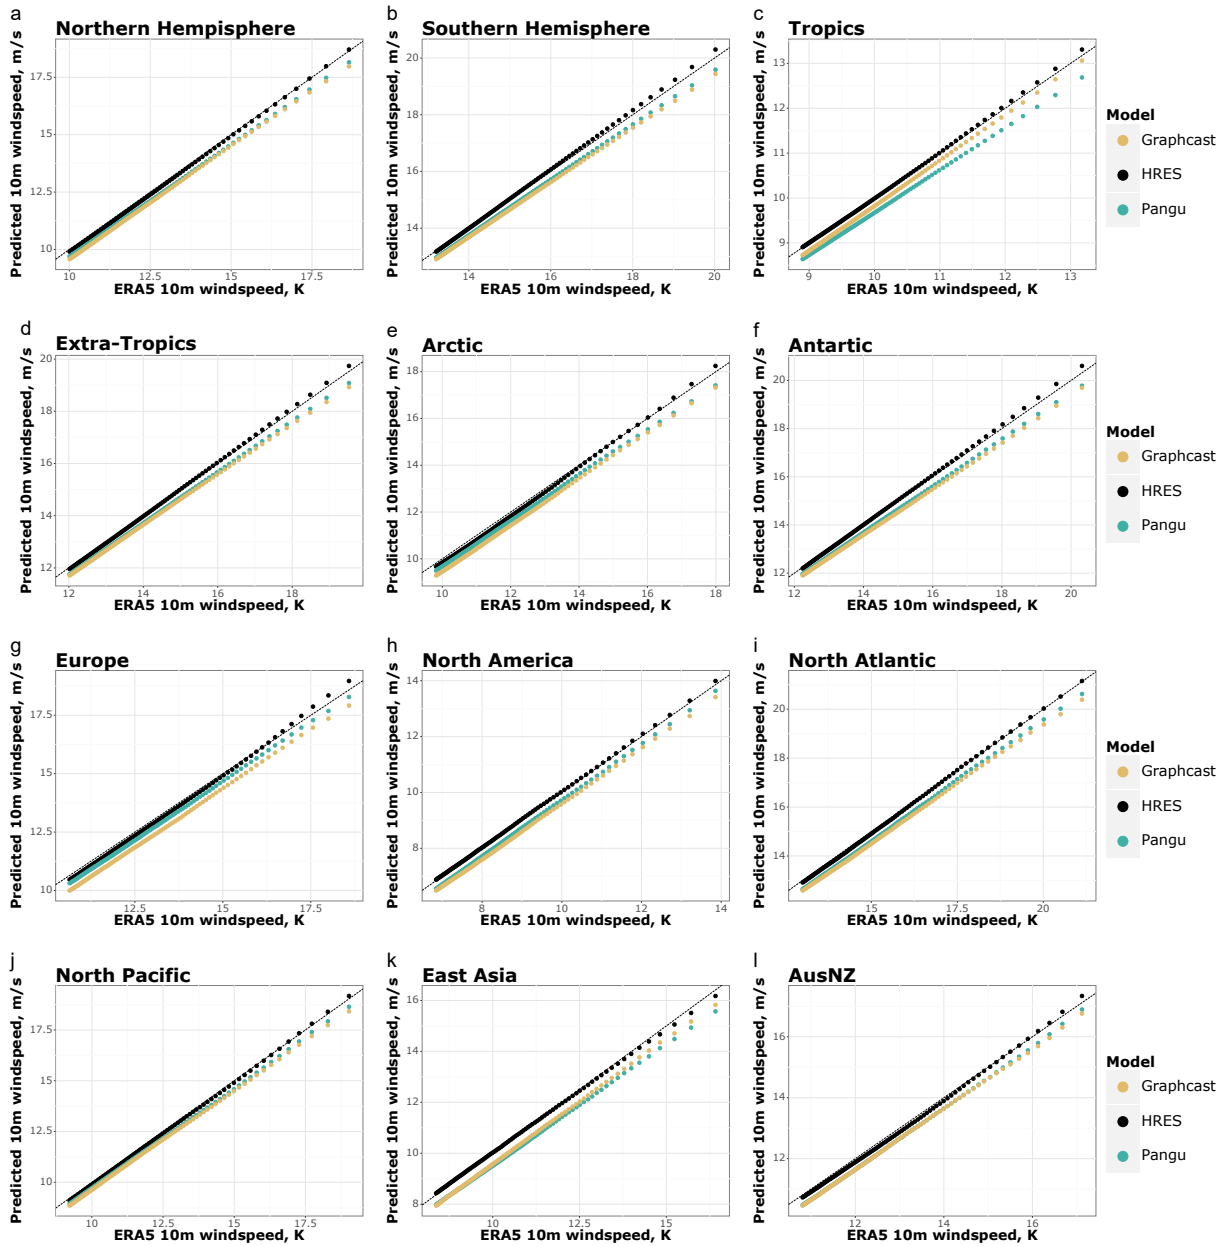 a
Northern Hempisphere
Predicted 10m windspeed, m/s
17.5
15
12.5
10
10 12.5 15 17.5
ERA5 10m windspeed, K
b
Southern Hemisphere
Predicted 10m windspeed, m/s
20
18
16
14
14 16 18 20
ERA5 10m windspeed, K
c
Tropics
Predicted 10m windspeed, m/s
13
12
11
10
9
9 10 11 12 13
ERA5 10m windspeed, K
Model
Graphcast
HRES
Pangu
d
Extra-Tropics
Predicted 10m windspeed, m/s
20
18
16
14
12
12 14 16 18
ERA5 10m windspeed, K
e
Arctic
Predicted 10m windspeed, m/s
18
16
14
12
10
10 12 14 16 18
ERA5 10m windspeed, K
f
Antartic
Predicted 10m windspeed, m/s
20
18
16
14
12
12 14 16 18 20
ERA5 10m windspeed, K
Model
Graphcast
HRES
Pangu
g
Europe
Predicted 10m windspeed, m/s
17.5
15
12.5
10
12.5 15 17.5
ERA5 10m windspeed, K
h
North America
Predicted 10m windspeed, m/s
14
12
10
8
8 10 12 14
ERA5 10m windspeed, K
i
North Atlantic
Predicted 10m windspeed, m/s
20
18
16
14
15 17.5 20
ERA5 10m windspeed, K
Model
Graphcast
HRES
Pangu
j
North Pacific
Predicted 10m windspeed, m/s
17.5
15
12.5
10
10 12.5 15 17.5
ERA5 10m windspeed, K
k
East Asia
Predicted 10m windspeed, m/s
16
14
12
10
8
10 12.5 15
ERA5 10m windspeed, K
l
AusNZ
Predicted 10m windspeed, m/s
16
14
12
12 14 16
ERA5 10m windspeed, K
Model
Graphcast
HRES
Pangu